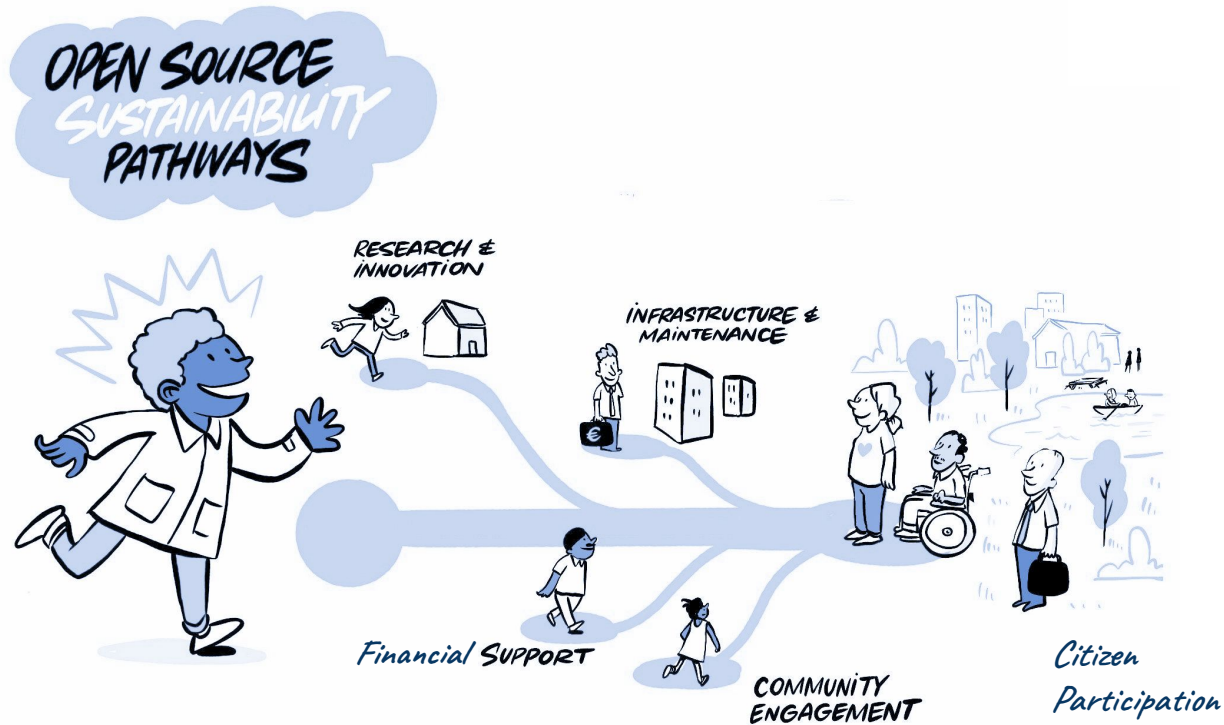 OPEN SOURCE
SUSTAINABILITY
PATHWAYS
RESEARCH &
INNOVATION
INFRASTRUCTURE &
MAINTENANCE
€
Financial SUPPORT
COMMUNITY
ENGAGEMENT
Citizen
Participation